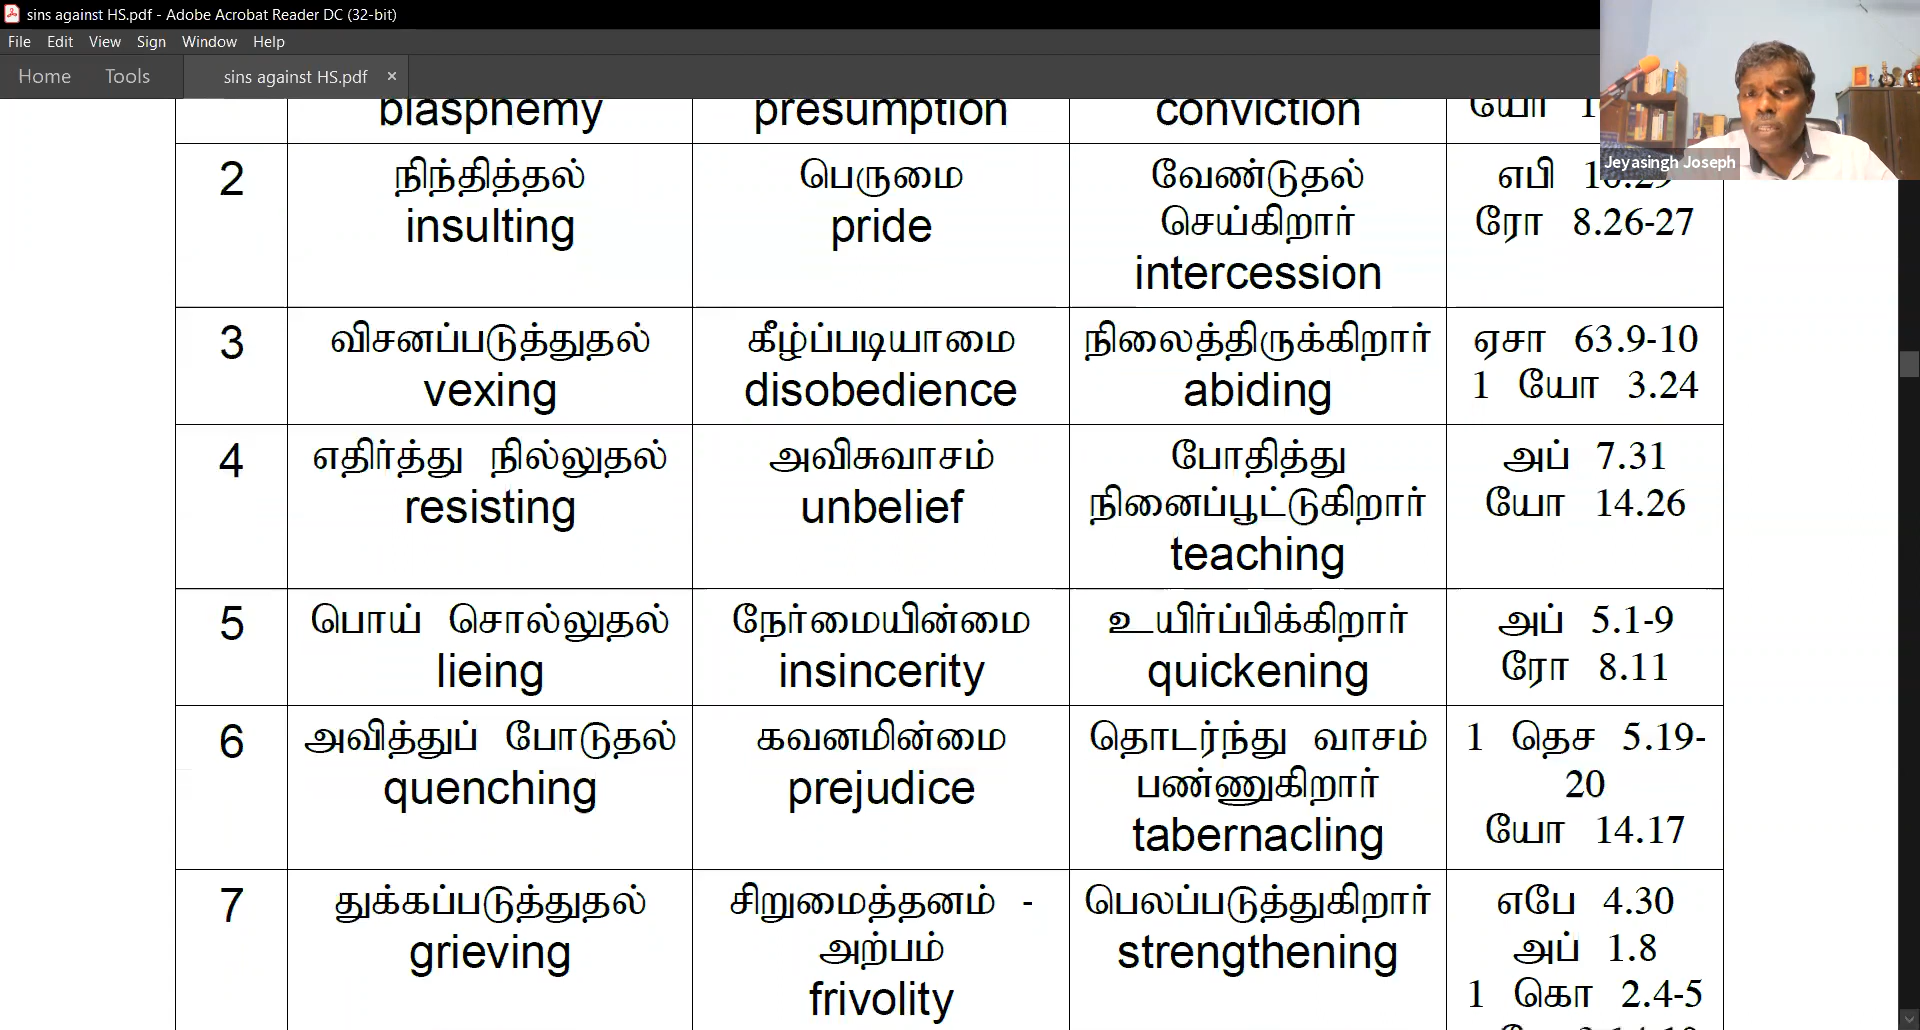 sins against HS.pdf - Adobe Acrobat Reader DC (32-bit)
File Edit View Sign Window Help
Home Tools sins against HS.pdf ×
Jeyasingh Joseph
blasphemy presumption conviction யோ 1
2 நிந்தித்தல் பெருமை வேண்டுதல் எபி
insulting pride செய்கிறார் ரோ 8.26-27
intercession
3 விசனப்படுத்துதல் கீழ்ப்படியாமை நிலைத்திருக்கிறார் ஏசா 63.9-10
vexing disobedience abiding 1 யோ 3.24
4 எதிர்த்து நில்லுதல் அவிசுவாசம் போதித்து அப் 7.31
resisting unbelief நினைப்பூட்டுகிறார் யோ 14.26
teaching
5 பொய் சொல்லுதல் நேர்மையின்மை உயிர்ப்பிக்கிறார் அப் 5.1-9
lieing insincerity quickening ரோ 8.11
6 அவித்துப் போடுதல் கவனமின்மை தொடர்ந்து வாசம் 1 தெச 5.19-
quenching prejudice பண்ணுகிறார் 20
tabernacling யோ 14.17
7 துக்கப்படுத்துதல் சிறுமைத்தனம் - பெலப்படுத்துகிறார் எபே 4.30
grieving அற்பம் strengthening அப் 1.8
frivolity 1 கொ 2.4-5